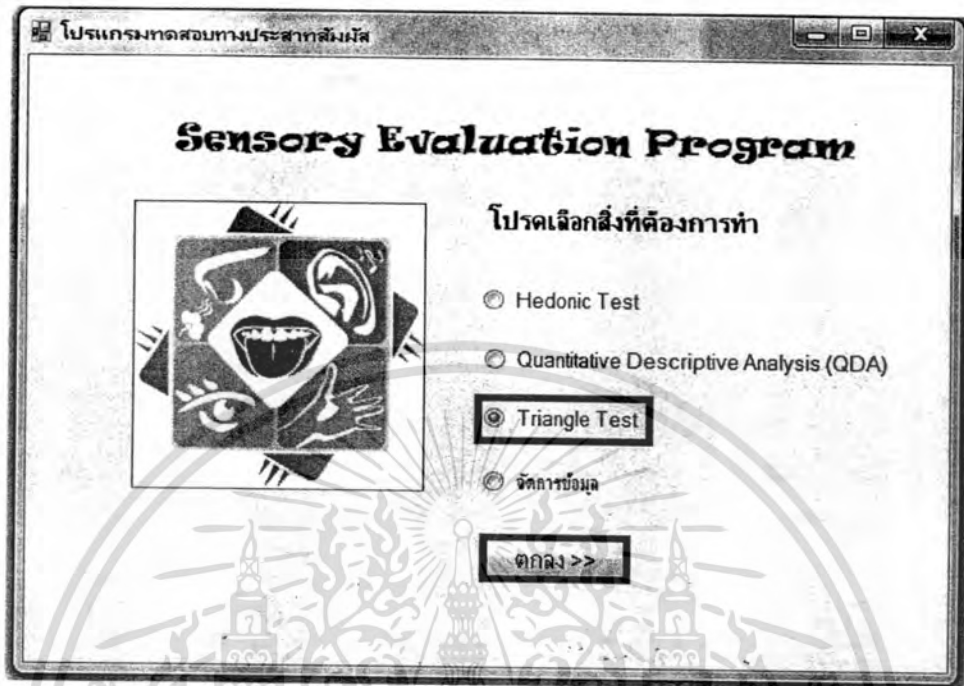 โปรแกรมทดสอบทางประสาทสัมผัส
Sensory Evaluation Program
โปรดเลือกสิ่งที่ต้องการทำ
Hedonic Test
Quantitative Descriptive Analysis (QDA)
Triangle Test
จัดการข้อมูล
ตกลง >>